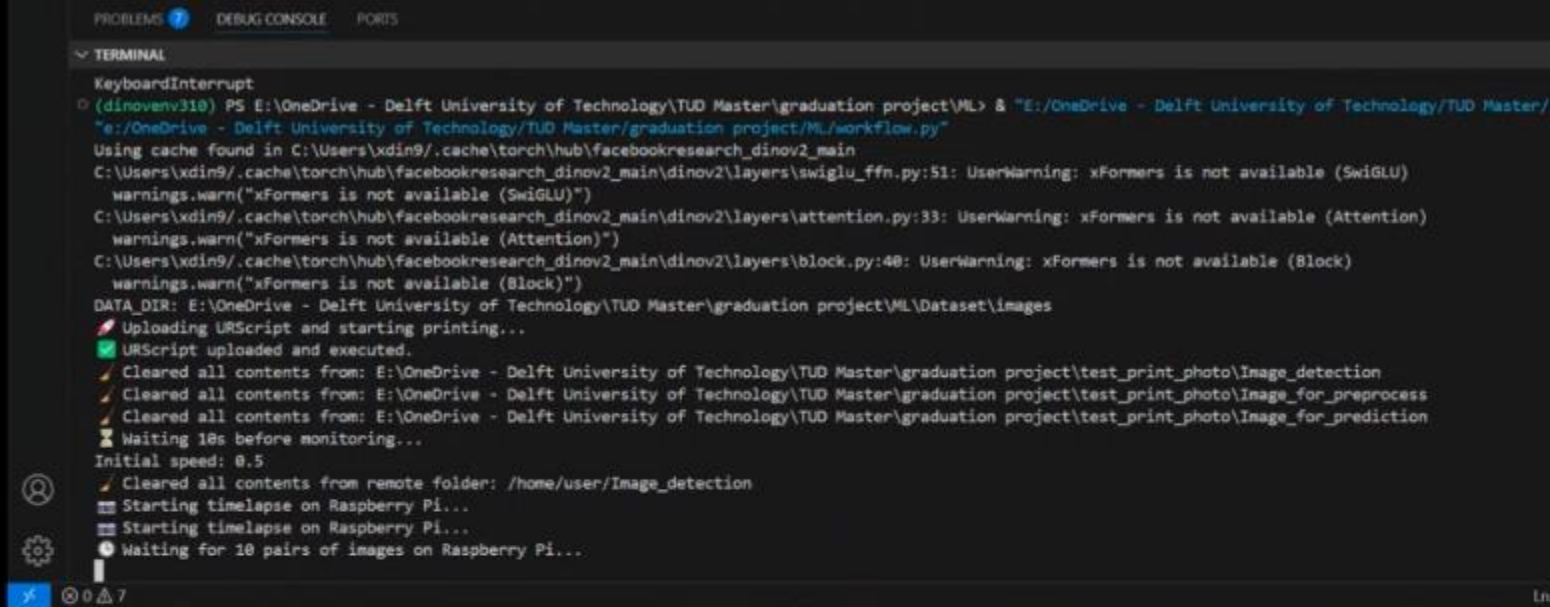 PROBLEMS 7 DEBUG CONSOLE PORTS
TERMINAL
KeyboardInterrupt
(dinovenv310) PS E:\OneDrive - Delft University of Technology\TUD Master\graduation project\ML> & "E:/OneDrive - Delft University of Technology/TUD Master/
"e:/OneDrive - Delft University of Technology/TUD Master/graduation project/ML/workflow.py"
Using cache found in C:\Users\xdin9/.cache\torch\hub\facebookresearch_dinov2_main
C:\Users\xdin9/.cache\torch\hub\facebookresearch_dinov2_main\dinov2\layers\swiglu_ffn.py:51: UserWarning: xFormers is not available (SwiGLU)
warnings.warn("xFormers is not available (SwiGLU)")
C:\Users\xdin9/.cache\torch\hub\facebookresearch_dinov2_main\dinov2\layers\attention.py:33: UserWarning: xFormers is not available (Attention)
warnings.warn("xFormers is not available (Attention)")
C:\Users\xdin9/.cache\torch\hub\facebookresearch_dinov2_main\dinov2\layers\block.py:40: UserWarning: xFormers is not available (Block)
warnings.warn("xFormers is not available (Block)")
DATA_DIR: E:\OneDrive - Delft University of Technology\TUD Master\graduation project\ML\Dataset\images
🚀 Uploading URScript and starting printing...
✅ URScript uploaded and executed.
🧹 Cleared all contents from: E:\OneDrive - Delft University of Technology\TUD Master\graduation project\test_print_photo\Image_detection
🧹 Cleared all contents from: E:\OneDrive - Delft University of Technology\TUD Master\graduation project\test_print_photo\Image_for_preprocess
🧹 Cleared all contents from: E:\OneDrive - Delft University of Technology\TUD Master\graduation project\test_print_photo\Image_for_prediction
⏳ Waiting 10s before monitoring...
Initial speed: 0.5
🧹 Cleared all contents from remote folder: /home/user/Image_detection
📷 Starting timelapse on Raspberry Pi...
📷 Starting timelapse on Raspberry Pi...
🕒 Waiting for 10 pairs of images on Raspberry Pi...
0 7 Ln